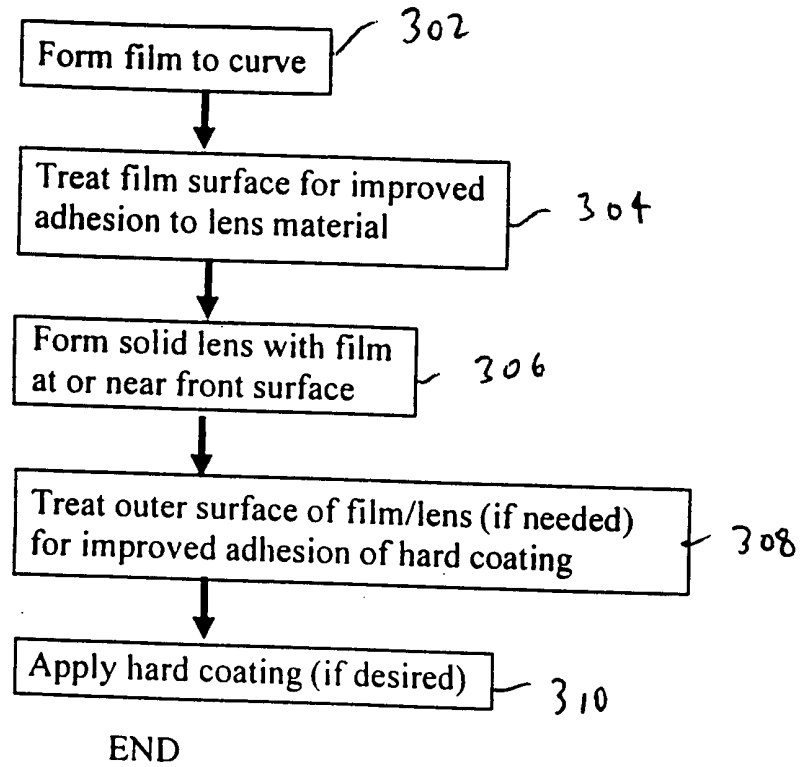 Form film to curve
302
Treat film surface for improved
adhesion to lens material
304
Form solid lens with film
at or near front surface
306
Treat outer surface of film/lens (if needed)
for improved adhesion of hard coating
308
Apply hard coating (if desired)
310
END